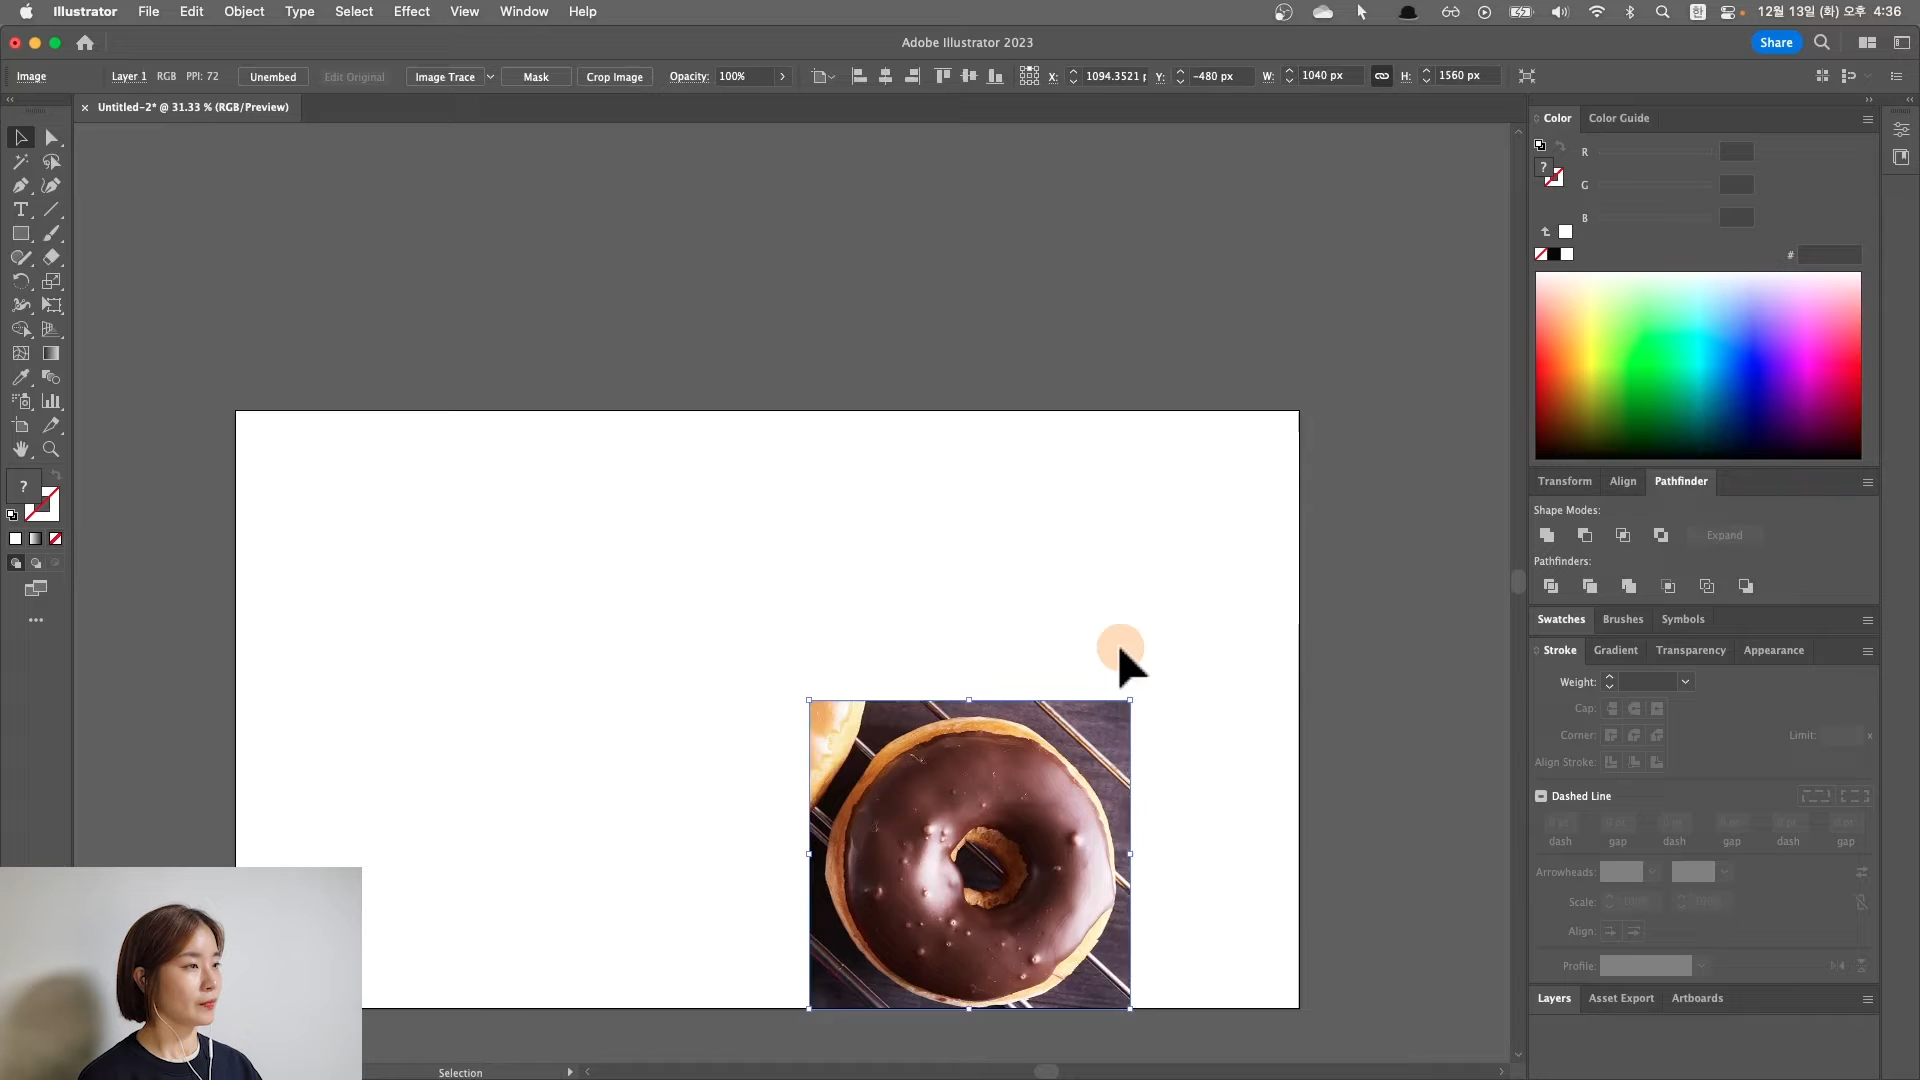 Illustrator File Edit Object Type Select Effect View Window Help 한 12월 13일 (화) 오후 4:36
Adobe Illustrator 2023 Share
Image Layer 1 RGB PPI: 72 Unembed Edit Original Image Trace Mask Crop Image Opacity: 100% X: 1094.3521 Y: -480 px W: 1040 px H: 1560 px
Untitled-2* @ 31.33 % (RGB/Preview)
Color Color Guide
R
?
G
B
#
?
Transform Align Pathfinder
Shape Modes:
Expand
Pathfinders:
Swatches Brushes Symbols
Stroke Gradient Transparency Appearance
Weight:
Cap:
Corner: Limit: x
Align Stroke:
Dashed Line
dash gap dash gap dash gap
Arrowheads:
Scale:
Align:
Profile:
Layers Asset Export Artboards
Selection